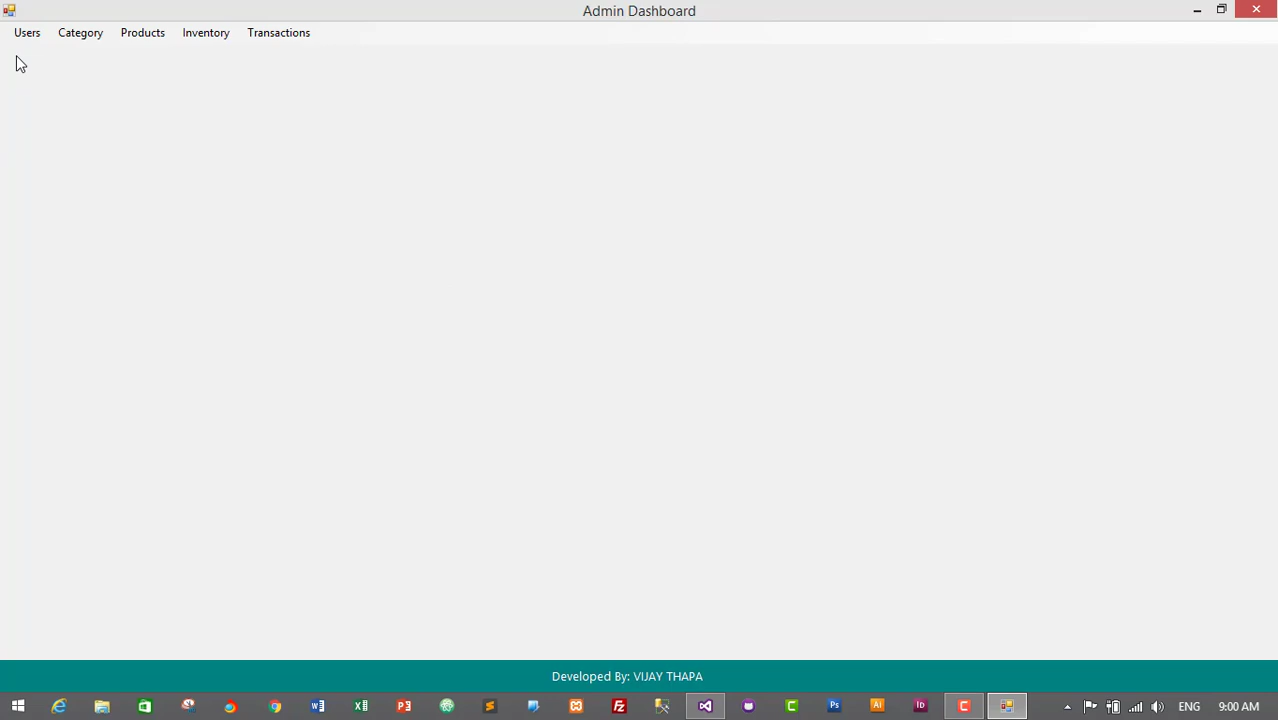 Admin Dashboard
Users Category Products Inventory Transactions
Developed By: VIJAY THAPA
ENG 9:00 AM